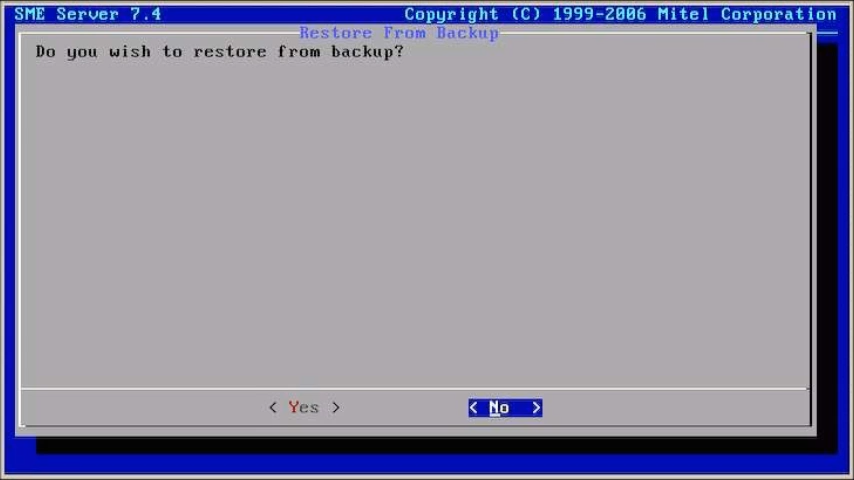 SME Server 7.4 Copyright (C) 1999-2006 Mitel Corporation
Restore From Backup
Do you wish to restore from backup?
< Yes > < No >